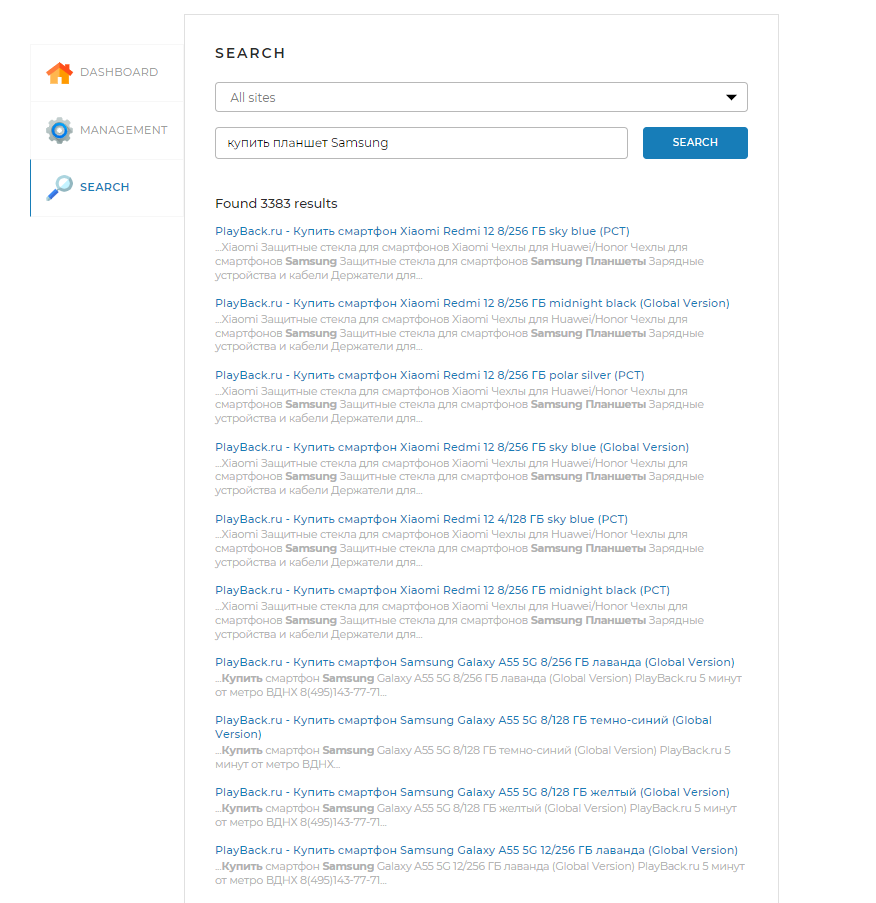 SEARCH
DASHBOARD
MANAGEMENT
SEARCH
All sites
купить планшет Samsung
SEARCH
Found 3383 results
PlayBack.ru - Купить смартфон Xiaomi Redmi 12 8/256 ГБ sky blue (РСТ)
...Xiaomi Защитные стекла для смартфонов Xiaomi Чехлы для Huawei/Honor Чехлы для
смартфонов Samsung Защитные стекла для смартфонов Samsung Планшеты Зарядные
устройства и кабели Держатели для...
PlayBack.ru - Купить смартфон Xiaomi Redmi 12 8/256 ГБ midnight black (Global Version)
...Xiaomi Защитные стекла для смартфонов Xiaomi Чехлы для Huawei/Honor Чехлы для
смартфонов Samsung Защитные стекла для смартфонов Samsung Планшеты Зарядные
устройства и кабели Держатели для...
PlayBack.ru - Купить смартфон Xiaomi Redmi 12 8/256 ГБ polar silver (РСТ)
...Xiaomi Защитные стекла для смартфонов Xiaomi Чехлы для Huawei/Honor Чехлы для
смартфонов Samsung Защитные стекла для смартфонов Samsung Планшеты Зарядные
устройства и кабели Держатели для...
PlayBack.ru - Купить смартфон Xiaomi Redmi 12 8/256 ГБ sky blue (Global Version)
...Xiaomi Защитные стекла для смартфонов Xiaomi Чехлы для Huawei/Honor Чехлы для
смартфонов Samsung Защитные стекла для смартфонов Samsung Планшеты Зарядные
устройства и кабели Держатели для...
PlayBack.ru - Купить смартфон Xiaomi Redmi 12 4/128 ГБ sky blue (РСТ)
...Xiaomi Защитные стекла для смартфонов Xiaomi Чехлы для Huawei/Honor Чехлы для
смартфонов Samsung Защитные стекла для смартфонов Samsung Планшеты Зарядные
устройства и кабели Держатели для...
PlayBack.ru - Купить смартфон Xiaomi Redmi 12 8/256 ГБ midnight black (РСТ)
...Xiaomi Защитные стекла для смартфонов Xiaomi Чехлы для Huawei/Honor Чехлы для
смартфонов Samsung Защитные стекла для смартфонов Samsung Планшеты Зарядные
устройства и кабели Держатели для...
PlayBack.ru - Купить смартфон Samsung Galaxy A55 5G 8/256 ГБ лаванда (Global Version)
...Купить смартфон Samsung Galaxy A55 5G 8/256 ГБ лаванда (Global Version) PlayBack.ru 5 минут
от метро ВДНХ 8(495)143-77-71...
PlayBack.ru - Купить смартфон Samsung Galaxy A55 5G 8/128 ГБ темно-синий (Global
Version)
...Купить смартфон Samsung Galaxy A55 5G 8/128 ГБ темно-синий (Global Version) PlayBack.ru 5
минут от метро ВДНХ...
PlayBack.ru - Купить смартфон Samsung Galaxy A55 5G 8/128 ГБ желтый (Global Version)
...Купить смартфон Samsung Galaxy A55 5G 8/128 ГБ желтый (Global Version) PlayBack.ru 5 минут
от метро ВДНХ 8(495)143-77-71...
PlayBack.ru - Купить смартфон Samsung Galaxy A55 5G 12/256 ГБ лаванда (Global Version)
...Купить смартфон Samsung Galaxy A55 5G 12/256 ГБ лаванда (Global Version) PlayBack.ru 5 минут
от метро ВДНХ 8(495)143-77-71...